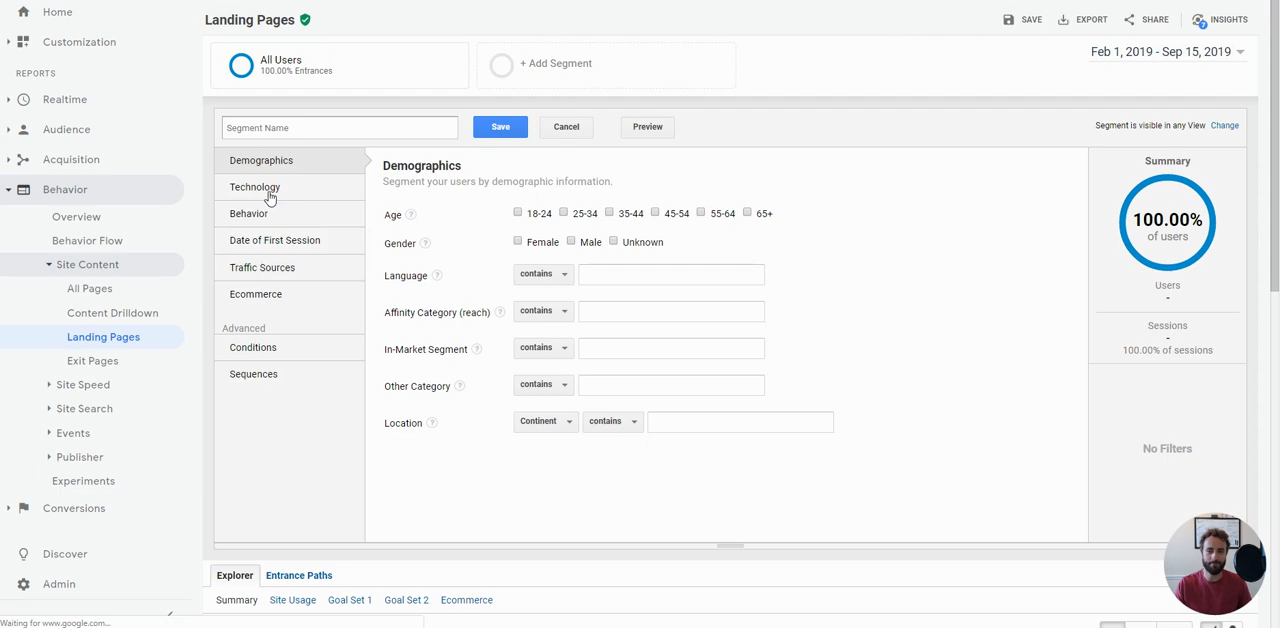 Home
Customization
REPORTS
Realtime
Audience
Acquisition
Behavior
Overview
Behavior Flow
Site Content
All Pages
Content Drilldown
Landing Pages
Exit Pages
Site Speed
Site Search
Events
Publisher
Experiments
Conversions
Discover
Admin
Waiting for www.google.com...
Landing Pages
SAVE EXPORT SHARE INSIGHTS
7
All Users
100.00% Entrances
+ Add Segment
Feb 1, 2019 - Sep 15, 2019
Segment Name Save Cancel Preview
Segment is visible in any View Change
Demographics
Technology
Behavior
Date of First Session
Traffic Sources
Ecommerce
Advanced
Conditions
Sequences
Demographics
Segment your users by demographic information.
Age ? 18-24 25-34 35-44 45-54 55-64 65+
Gender ? Female Male Unknown
Language ? contains
Affinity Category (reach) ? contains
In-Market Segment ? contains
Other Category ? contains
Location ? Continent contains
Summary
100.00%
of users
Users
-
Sessions
-
100.00% of sessions
No Filters
Explorer Entrance Paths
Summary Site Usage Goal Set 1 Goal Set 2 Ecommerce